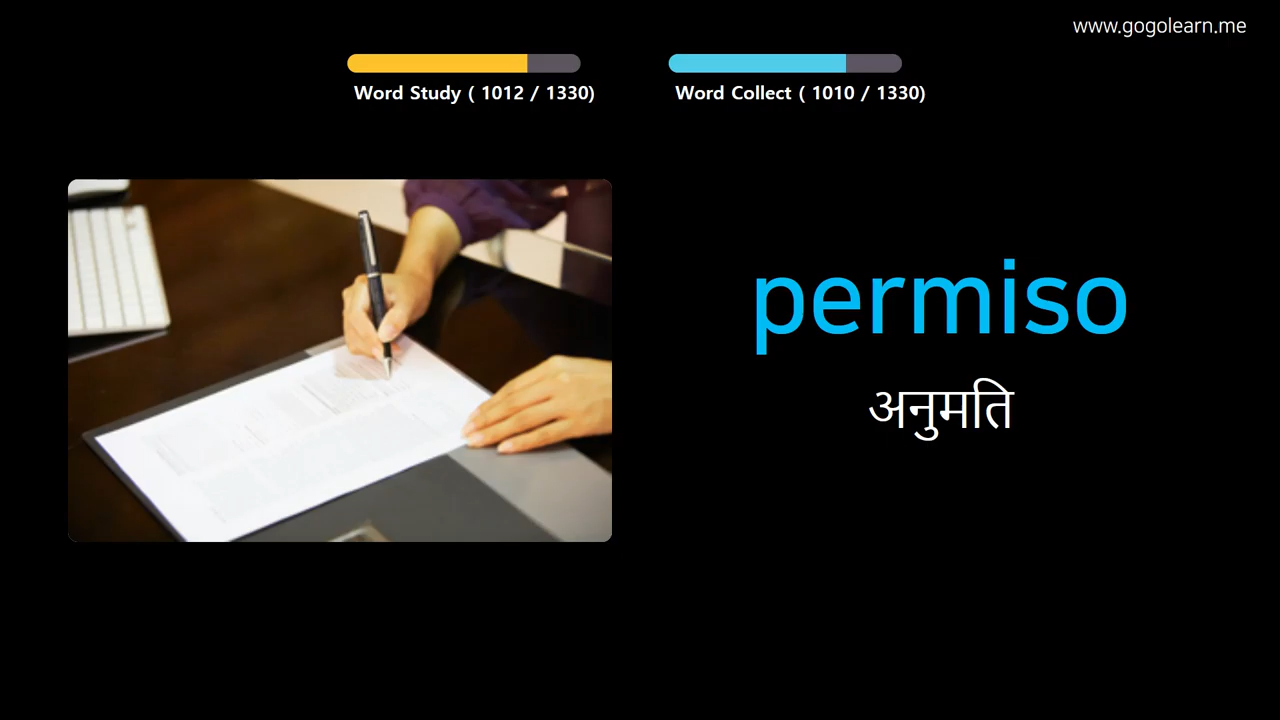 www.gogolearn.me
Word Study ( 1012 / 1330)
Word Collect ( 1010 / 1330)
permiso
अनुमति